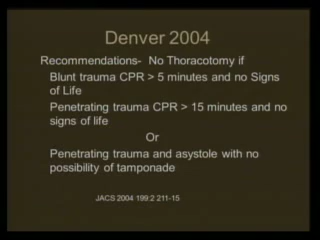 Denver 2004
Recommendations- No Thoracotomy if
Blunt trauma CPR > 5 minutes and no Signs
of Life
Penetrating trauma CPR > 15 minutes and no
signs of life
Or
Penetrating trauma and asystole with no
possibility of tamponade
JACS 2004 199:2 211-15